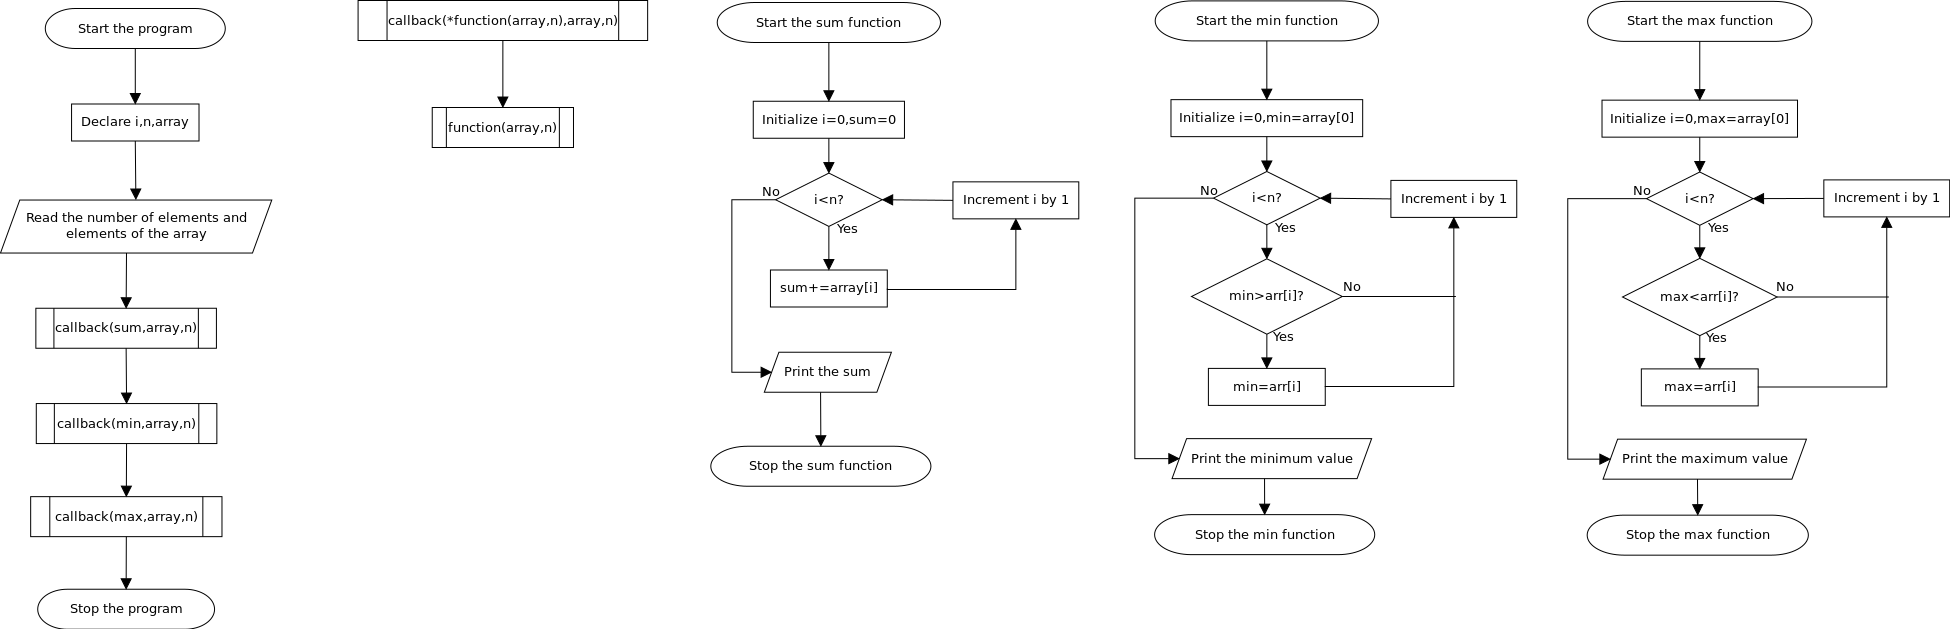 Start the program
Declare i,n,array
Read the number of elements and
elements of the array
callback(sum,array,n)
callback(min,array,n)
callback(max,array,n)
Stop the program
callback(*function(array,n),array,n)
function(array,n)
Start the sum function
Initialize i=0,sum=0
No
i<n?
Increment i by 1
Yes
sum+=array[i]
Print the sum
Stop the sum function
Start the min function
Initialize i=0,min=array[0]
No
i<n?
Increment i by 1
Yes
min>arr[i]?
No
Yes
min=arr[i]
Print the minimum value
Stop the min function
Start the max function
Initialize i=0,max=array[0]
No
i<n?
Increment i by 1
Yes
max<arr[i]?
No
Yes
max=arr[i]
Print the maximum value
Stop the max function